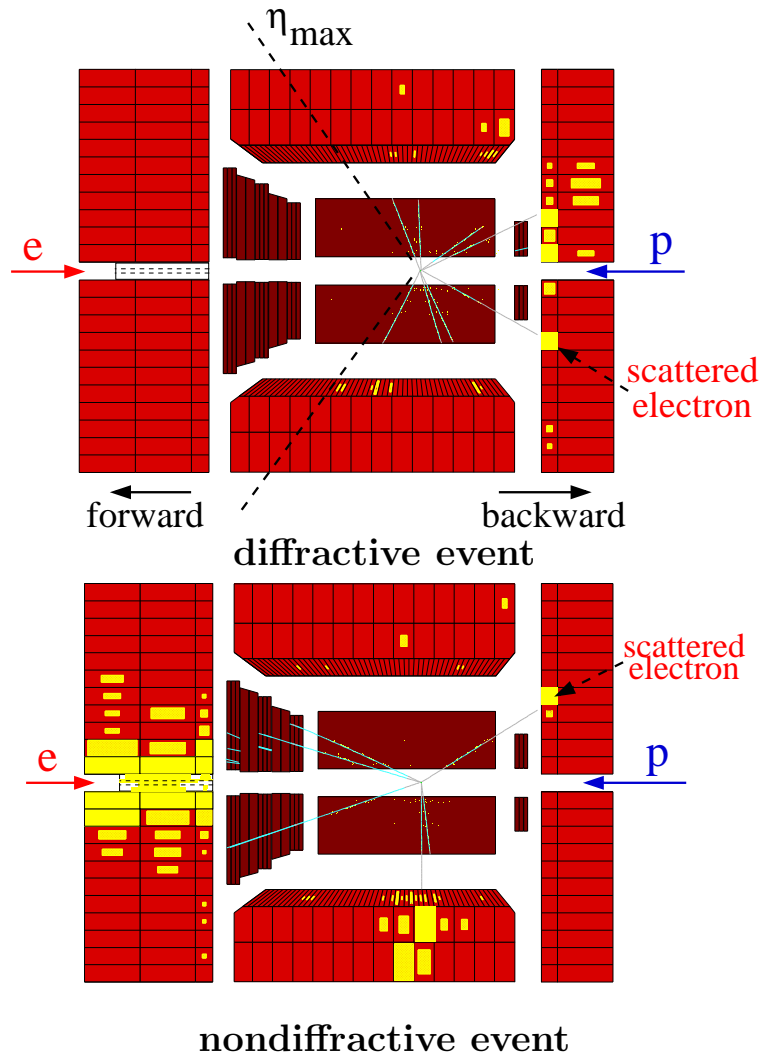 η_max
e
p
scattered
electron
forward
backward
diffractive event
scattered
electron
e
p
nondiffractive event